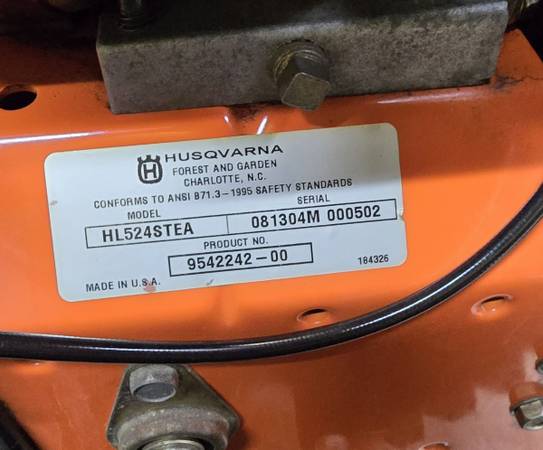 HUSQVARNA
FOREST AND GARDEN
CHARLOTTE, N.C.
CONFORMS TO ANSI B71.3-1995 SAFETY STANDARDS
MODEL SERIAL
HL524STEA 081304M 000502
PRODUCT NO.
9542242-00
MADE IN U.S.A. 184326